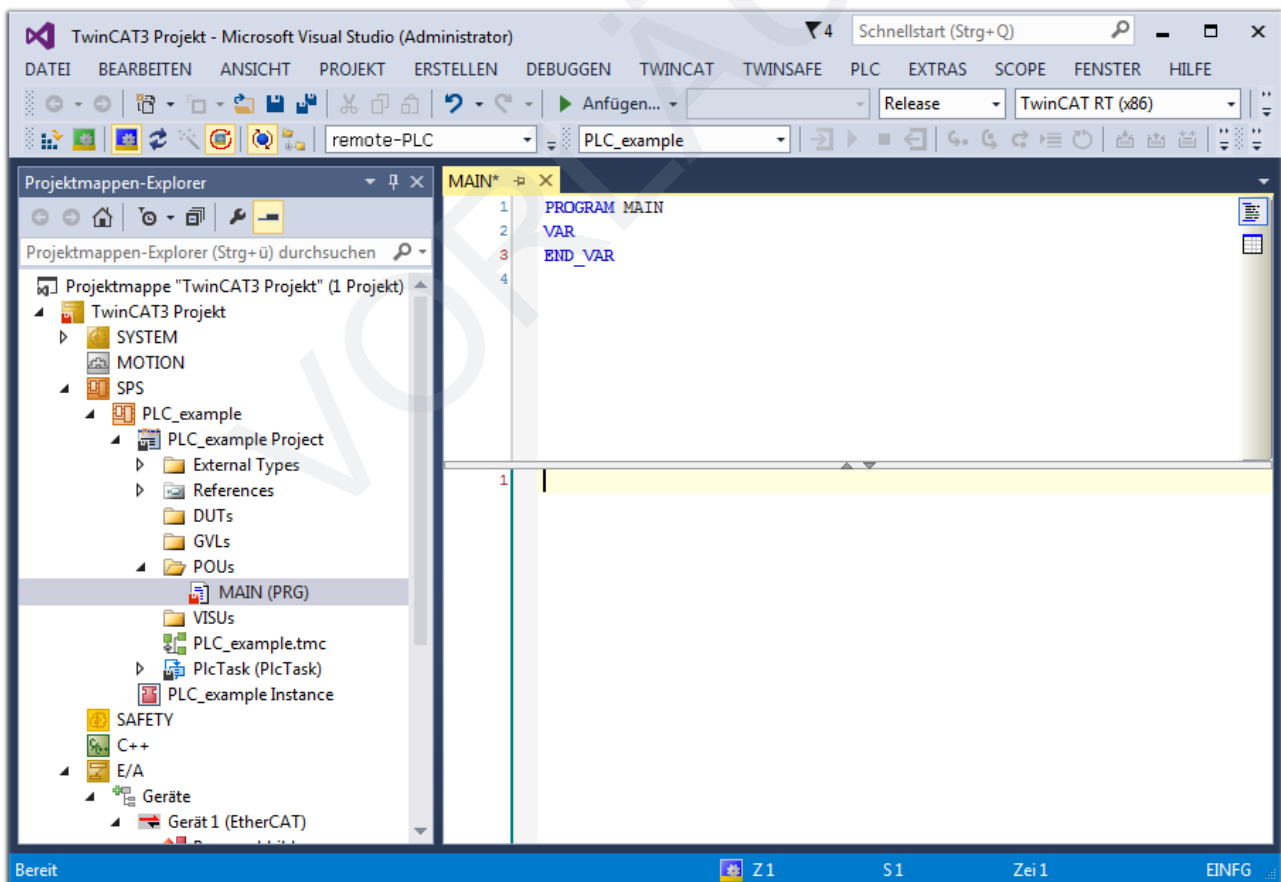 TwinCAT3 Projekt - Microsoft Visual Studio (Administrator) 4 Schnellstart (Strg+Q)
DATEI BEARBEITEN ANSICHT PROJEKT ERSTELLEN DEBUGGEN TWINCAT TWINSAFE PLC EXTRAS SCOPE FENSTER HILFE
Anfügen... Release TwinCAT RT (x86)
remote-PLC PLC_example
Projektmappen-Explorer
Projektmappen-Explorer (Strg+ü) durchsuchen
Projektmappe "TwinCAT3 Projekt" (1 Projekt)
TwinCAT3 Projekt
SYSTEM
MOTION
SPS
PLC_example
PLC_example Project
External Types
References
DUTs
GVLs
POUs
MAIN (PRG)
VISUs
PLC_example.tmc
PlcTask (PlcTask)
PLC_example Instance
SAFETY
C++
E/A
Geräte
Gerät 1 (EtherCAT)
MAIN*
1 PROGRAM MAIN
2 VAR
3 END_VAR
4
1
VORLÄ
Bereit Z 1 S 1 Zei 1 EINFG